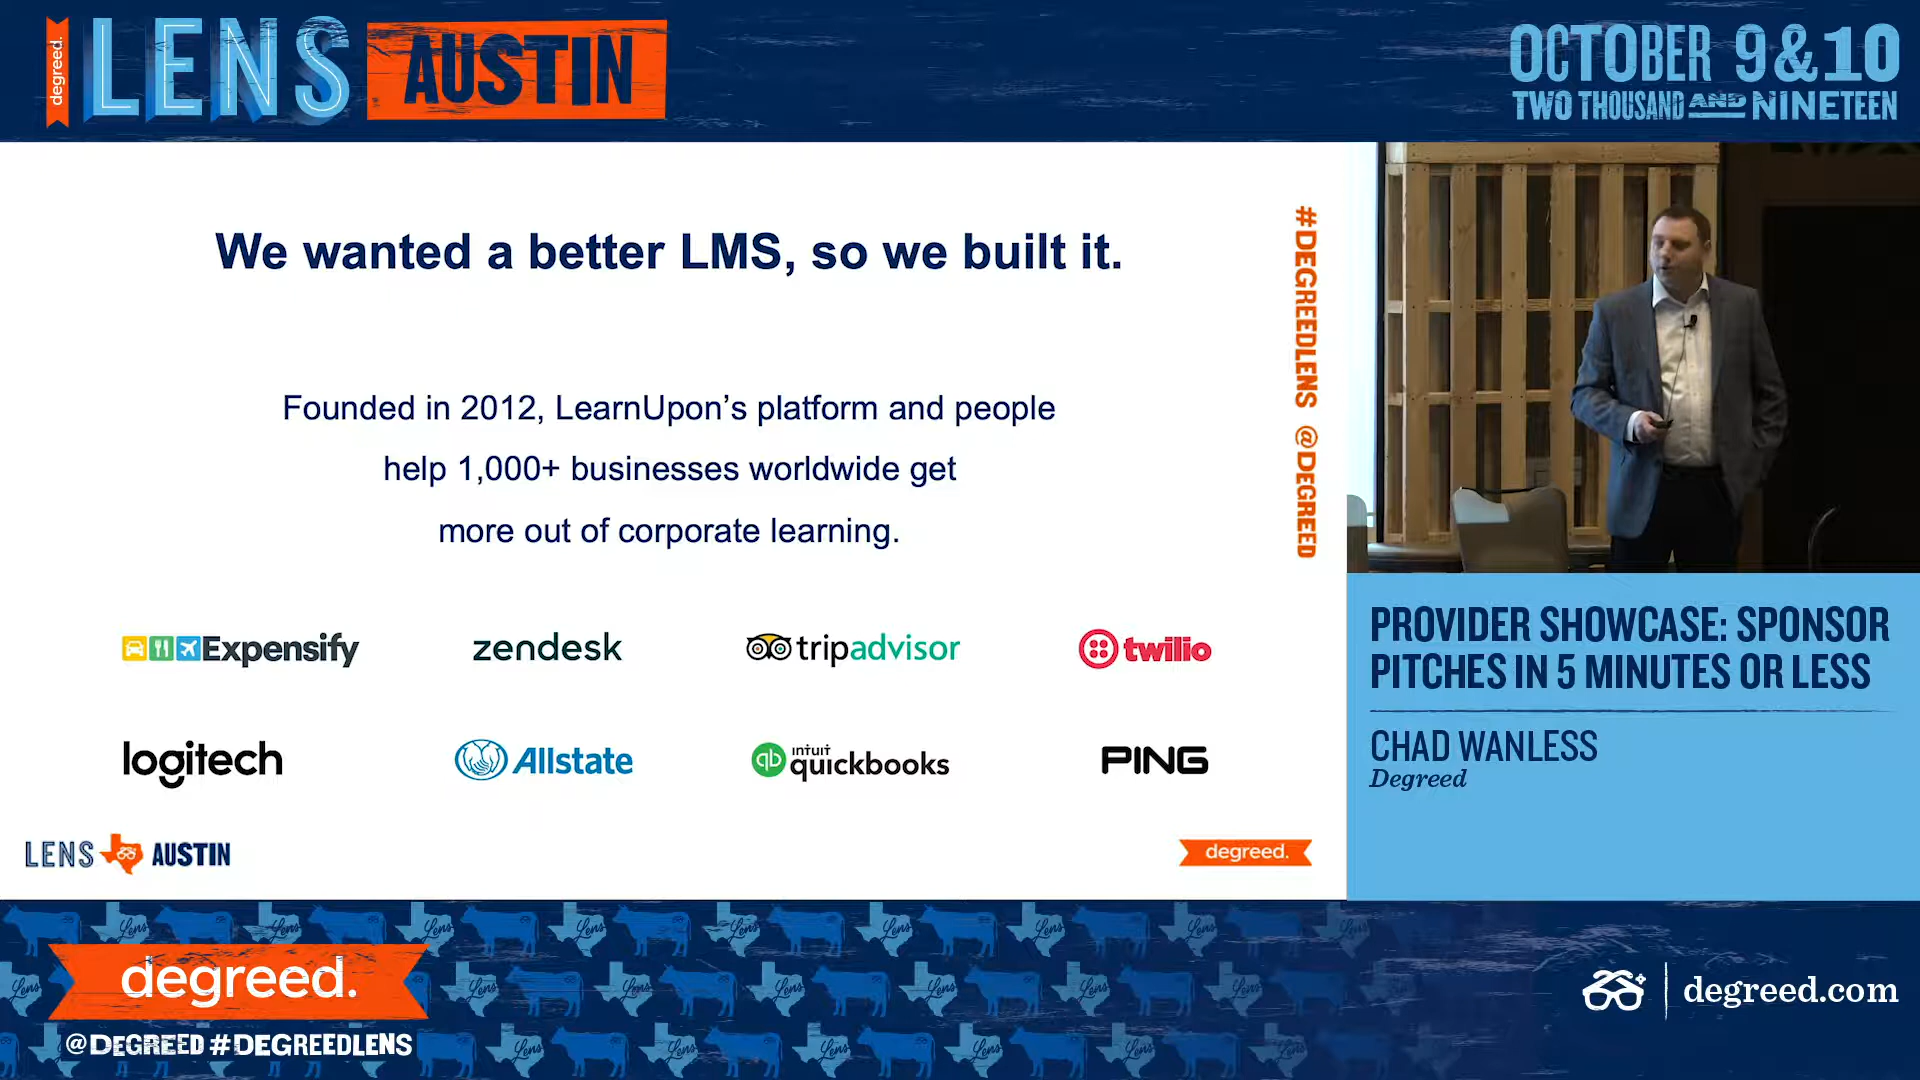 degreed.
LENS
AUSTIN
OCTOBER 9&10
TWO THOUSAND AND NINETEEN
We wanted a better LMS, so we built it.
Founded in 2012, LearnUpon’s platform and people
help 1,000+ businesses worldwide get
more out of corporate learning.
Expensify
zendesk
tripadvisor
twilio
logitech
Allstate
qb
intuit
quickbooks
PING
LENS AUSTIN
degreed.
#DEGREEDLENS @DEGREED
PROVIDER SHOWCASE: SPONSOR
PITCHES IN 5 MINUTES OR LESS
CHAD WANLESS
Degreed
degreed.
@DEGREED #DEGREEDLENS
Lens
degreed.com